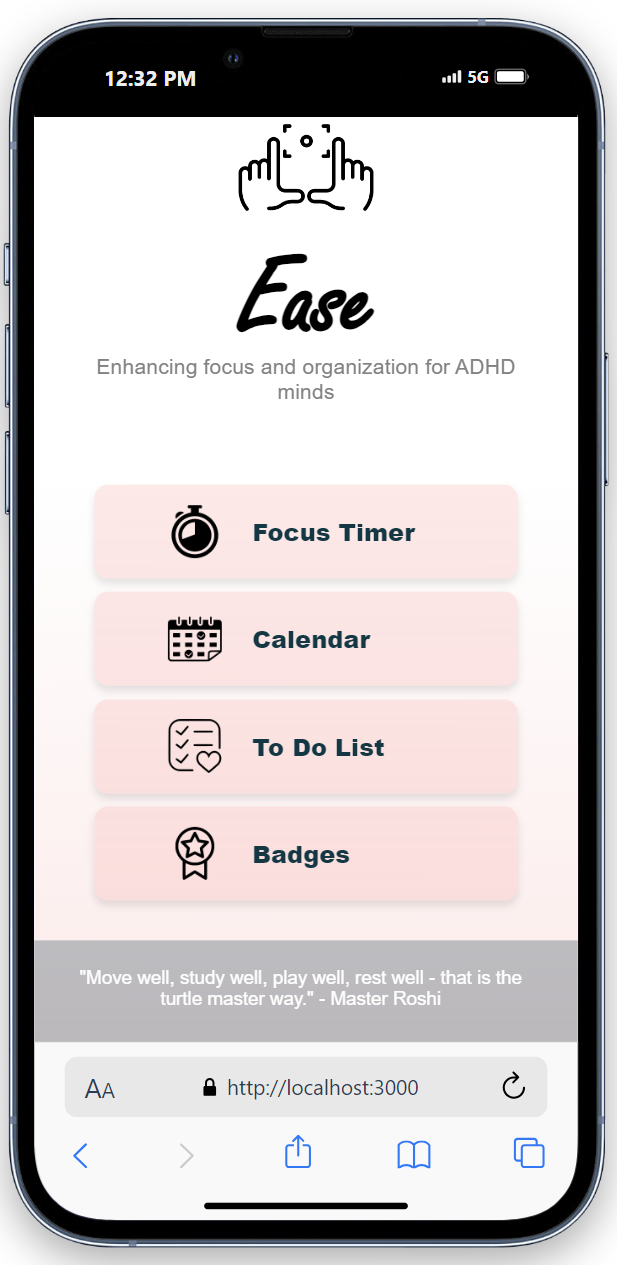 12:32 PM 5G
Ease
Enhancing focus and organization for ADHD
minds
Focus Timer
Calendar
To Do List
Badges
"Move well, study well, play well, rest well - that is the
turtle master way." - Master Roshi
AA http://localhost:3000